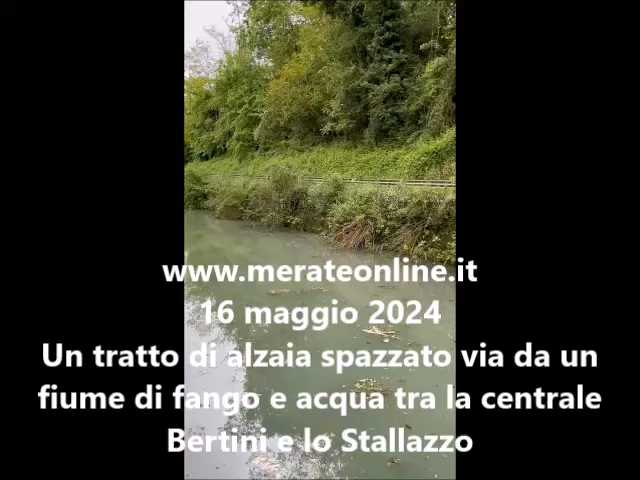 www.merateonline.it
16 maggio 2024
Un tratto di alzaia spazzato via da un
fiume di fango e acqua tra la centrale
Bertini e lo Stallazzo